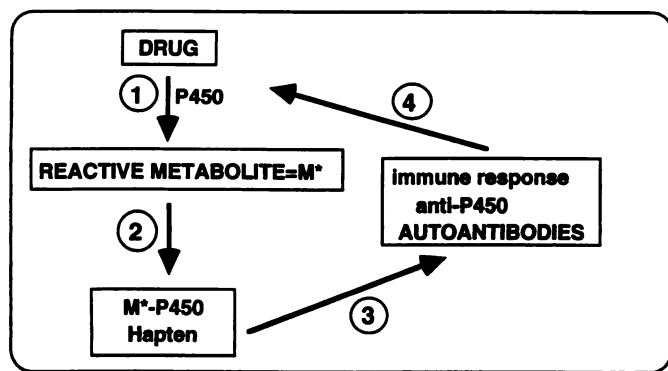 DRUG
1 P450
4
REACTIVE METABOLITE=M*
immune response
anti-P450
AUTOANTIBODIES
2
M*-P450
Hapten
3